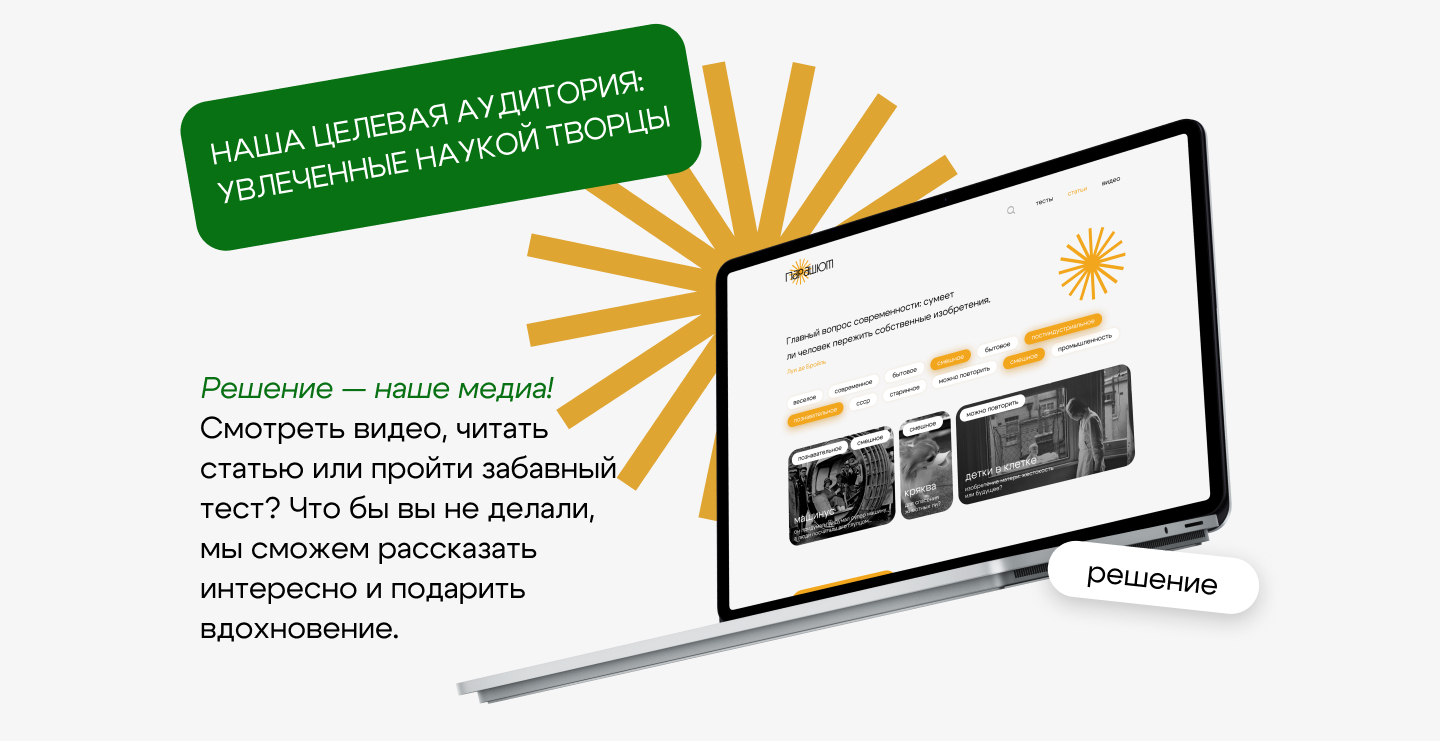 НАША ЦЕЛЕВАЯ АУДИТОРИЯ:
УВЛЕЧЕННЫЕ НАУКОЙ ТВОРЦЫ
тесты
статьи
видео
парашют
Главный вопрос современности: сумеет
ли человек пережить собственные изобретения.
Луи де Бройль
веселое
современное
бытовое
смешное
бытовое
постиндустриальное
познавательное
ссср
старинное
можно повторить
смешное
промышленность
познавательное
смешное
машинус
смешное
кряква
можно повторить
детки в клетке
изобретение матери: жестокость
или будущее?
Решение — наше медиа!
Смотреть видео, читать
статью или пройти забавный
тест? Что бы вы не делали,
мы сможем рассказать
интересно и подарить
вдохновение.
решение